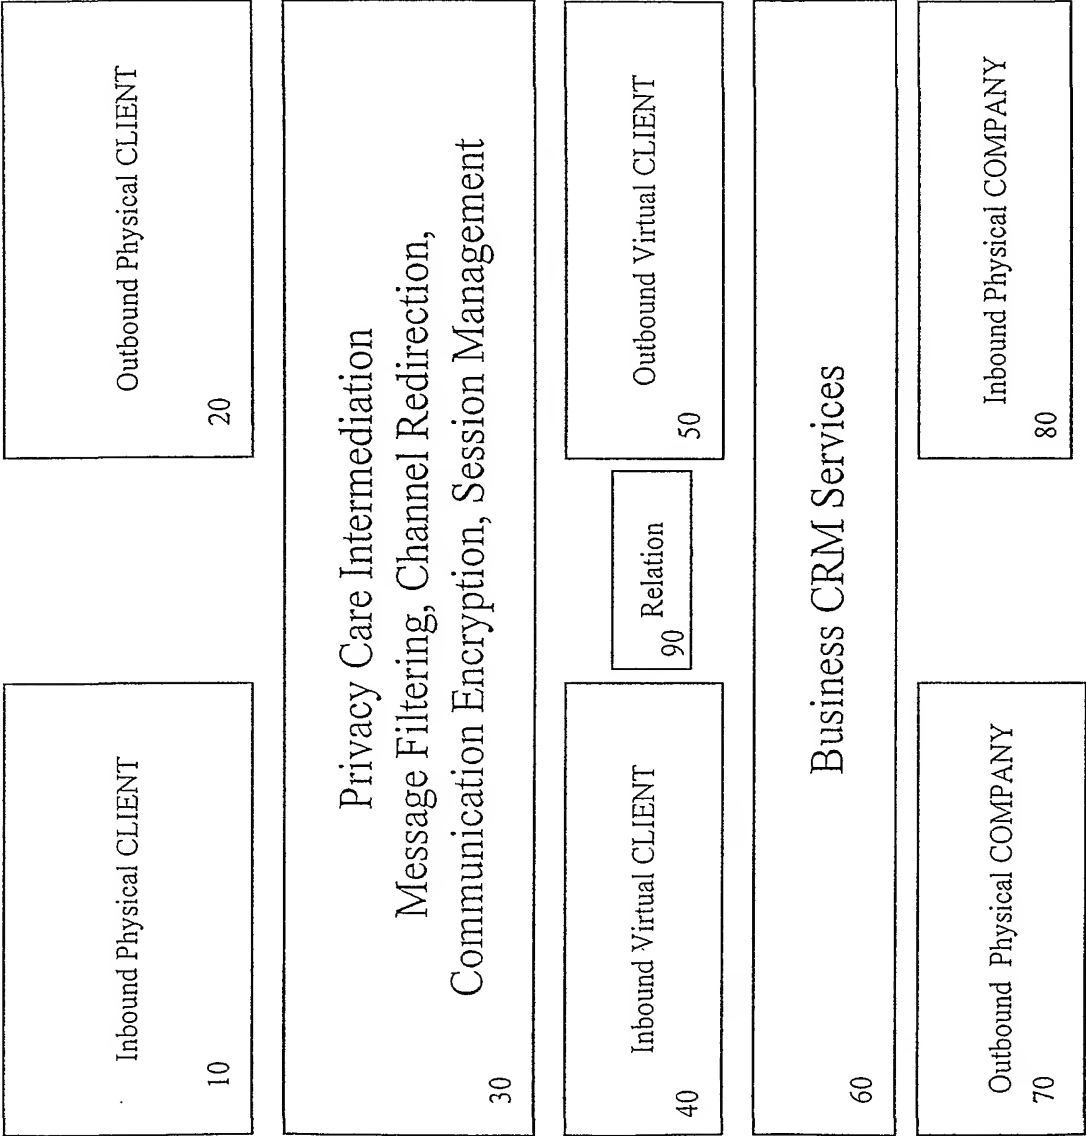 Inbound Physical CLIENT
10
Outbound Physical CLIENT
20
Privacy Care Intermediation
Message Filtering, Channel Redirection,
Communication Encryption, Session Management
30
Inbound Virtual CLIENT
40
Relation
90
Outbound Virtual CLIENT
50
Business CRM Services
60
Outbound Physical COMPANY
70
Inbound Physical COMPANY
80